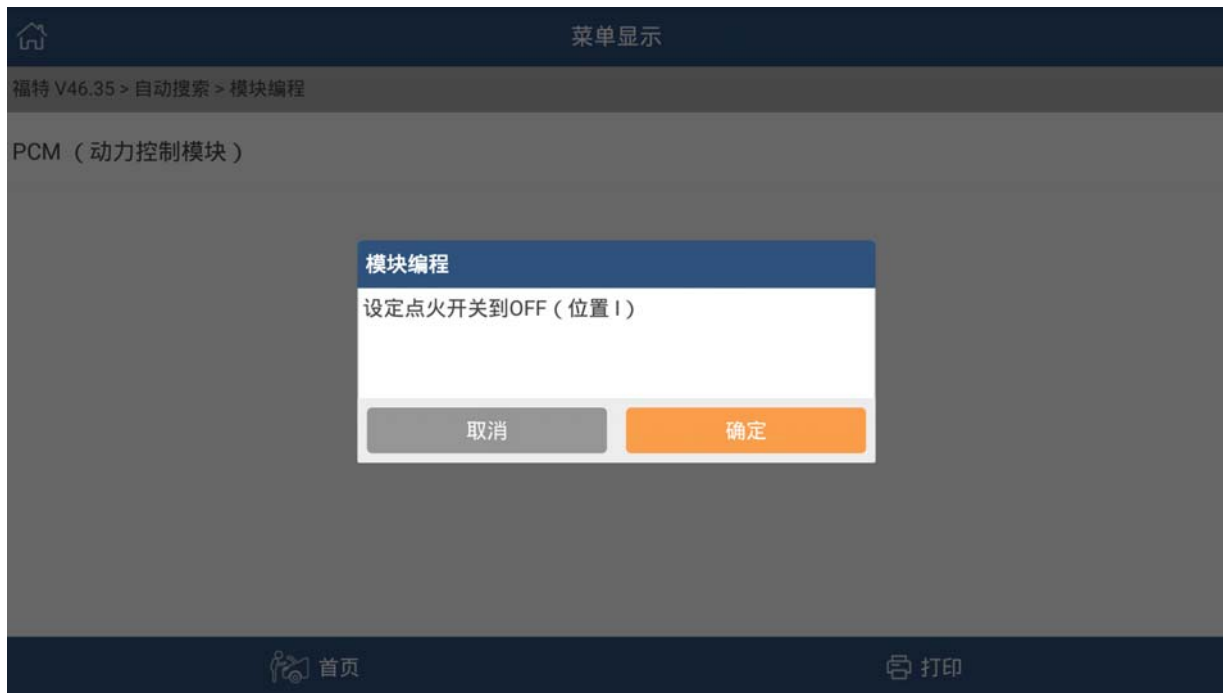 菜单显示
福特 V46.35 > 自动搜索 > 模块编程
PCM （动力控制模块）
模块编程
设定点火开关到OFF（位置 I）
取消
确定
首页
打印